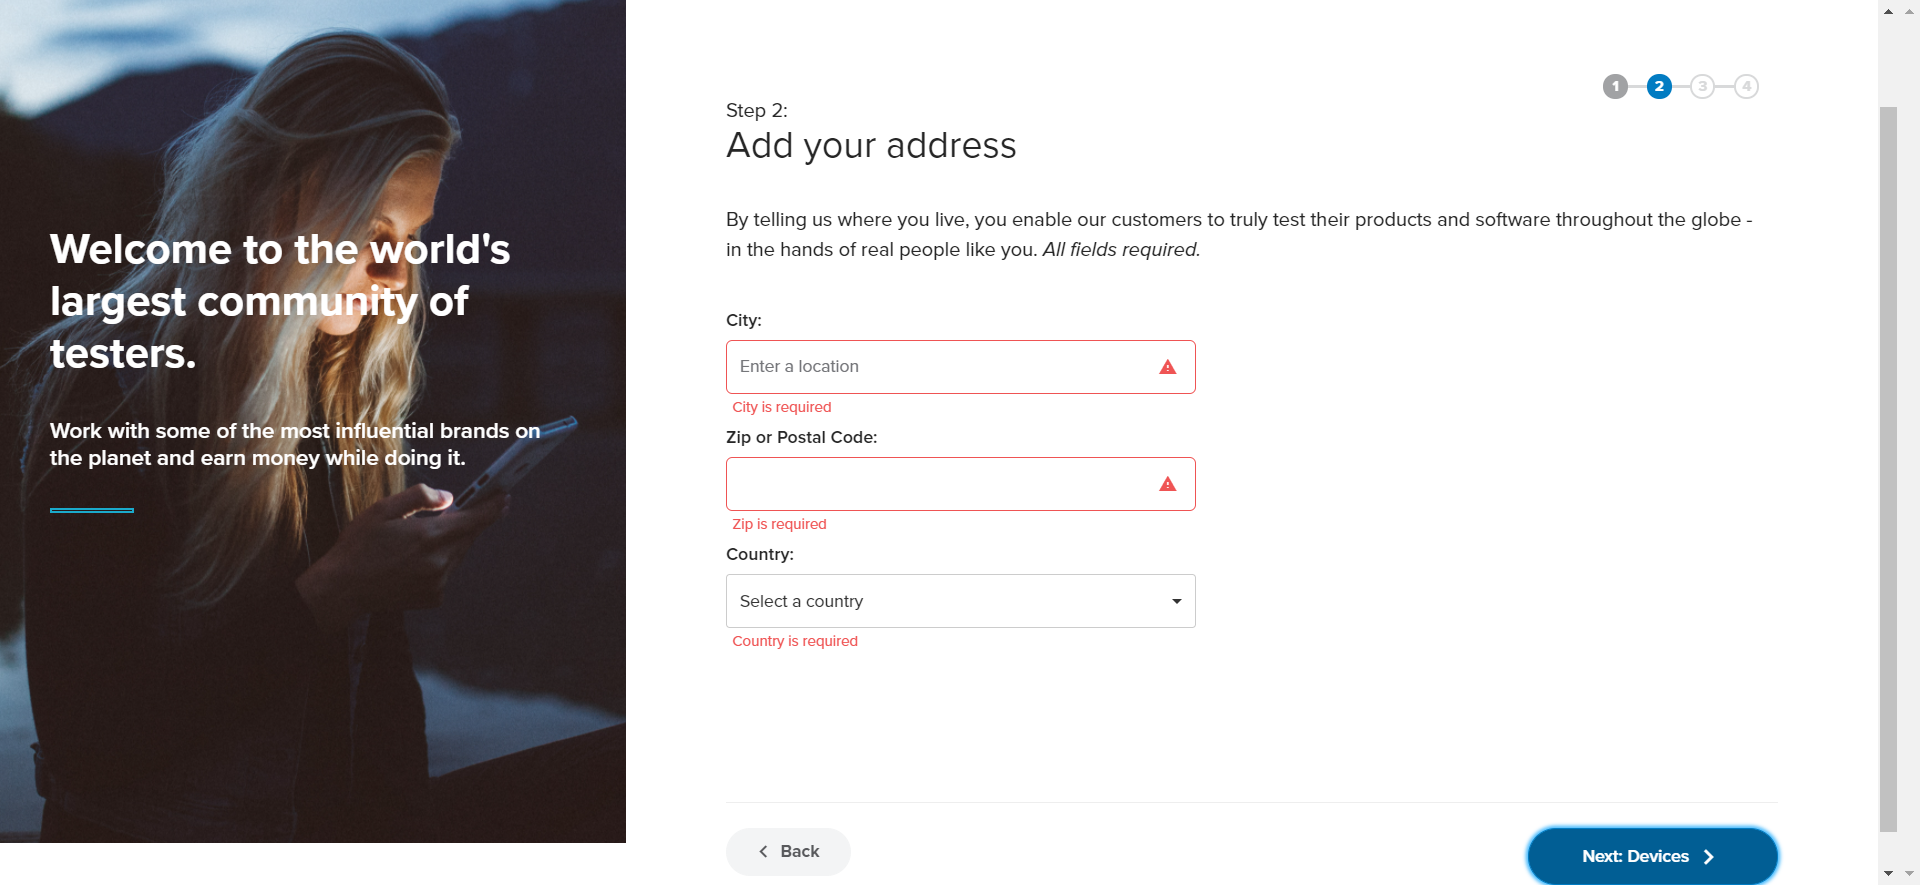 Welcome to the world's
largest community of
testers.
Work with some of the most influential brands on
the planet and earn money while doing it.
1 2 3 4
Step 2:
Add your address
By telling us where you live, you enable our customers to truly test their products and software throughout the globe -
in the hands of real people like you. All fields required.
City:
Enter a location
City is required
Zip or Postal Code:
Zip is required
Country:
Select a country
Country is required
Back
Next: Devices